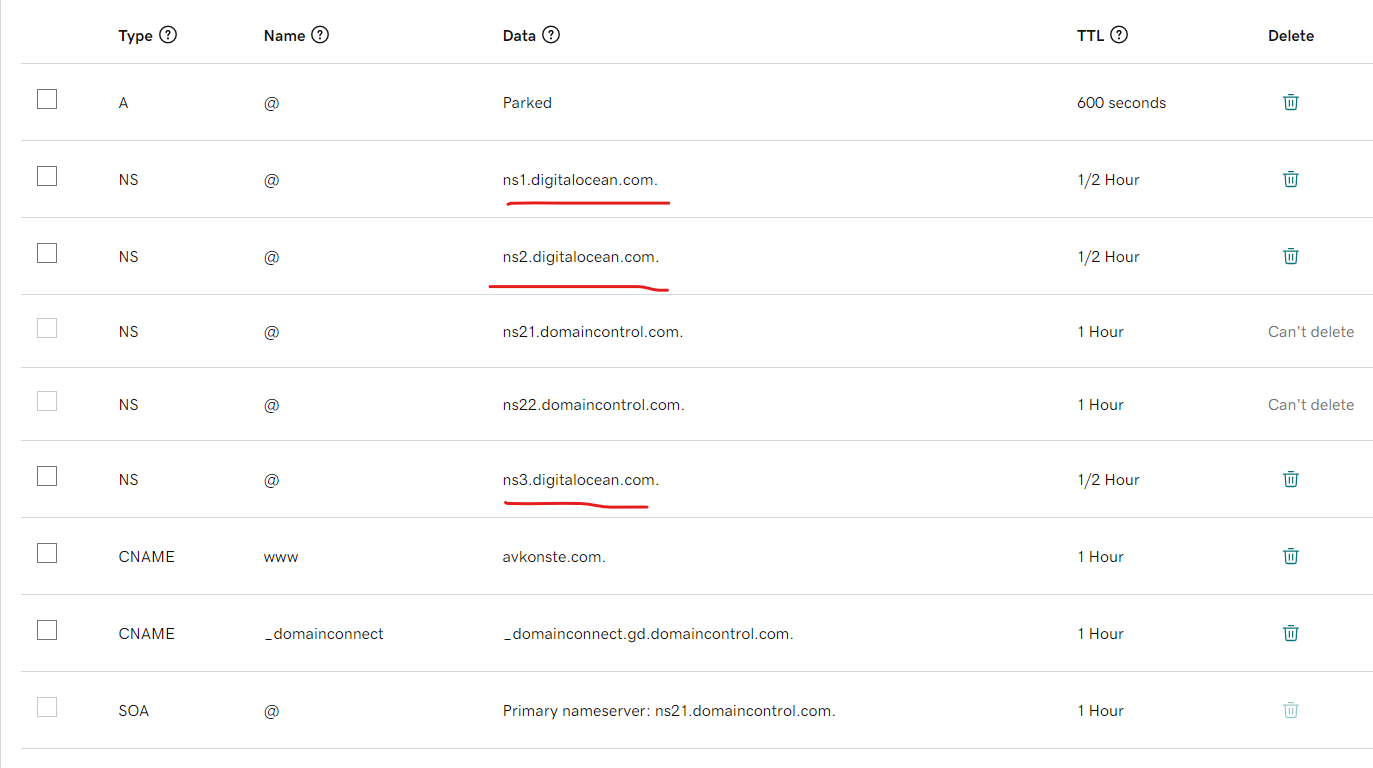 Type ? Name ? Data ? TTL ? Delete
A @ Parked 600 seconds
NS @ ns1.digitalocean.com. 1/2 Hour
NS @ ns2.digitalocean.com. 1/2 Hour
NS @ ns21.domaincontrol.com. 1 Hour Can't delete
NS @ ns22.domaincontrol.com. 1 Hour Can't delete
NS @ ns3.digitalocean.com. 1/2 Hour
CNAME www avkonste.com. 1 Hour
CNAME _domainconnect _domainconnect.gd.domaincontrol.com. 1 Hour
SOA @ Primary nameserver: ns21.domaincontrol.com. 1 Hour